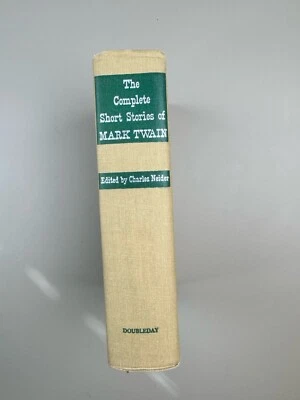 The
Complete
Short Stories of
MARK TWAIN
Edited by Charles Neider
DOUBLEDAY